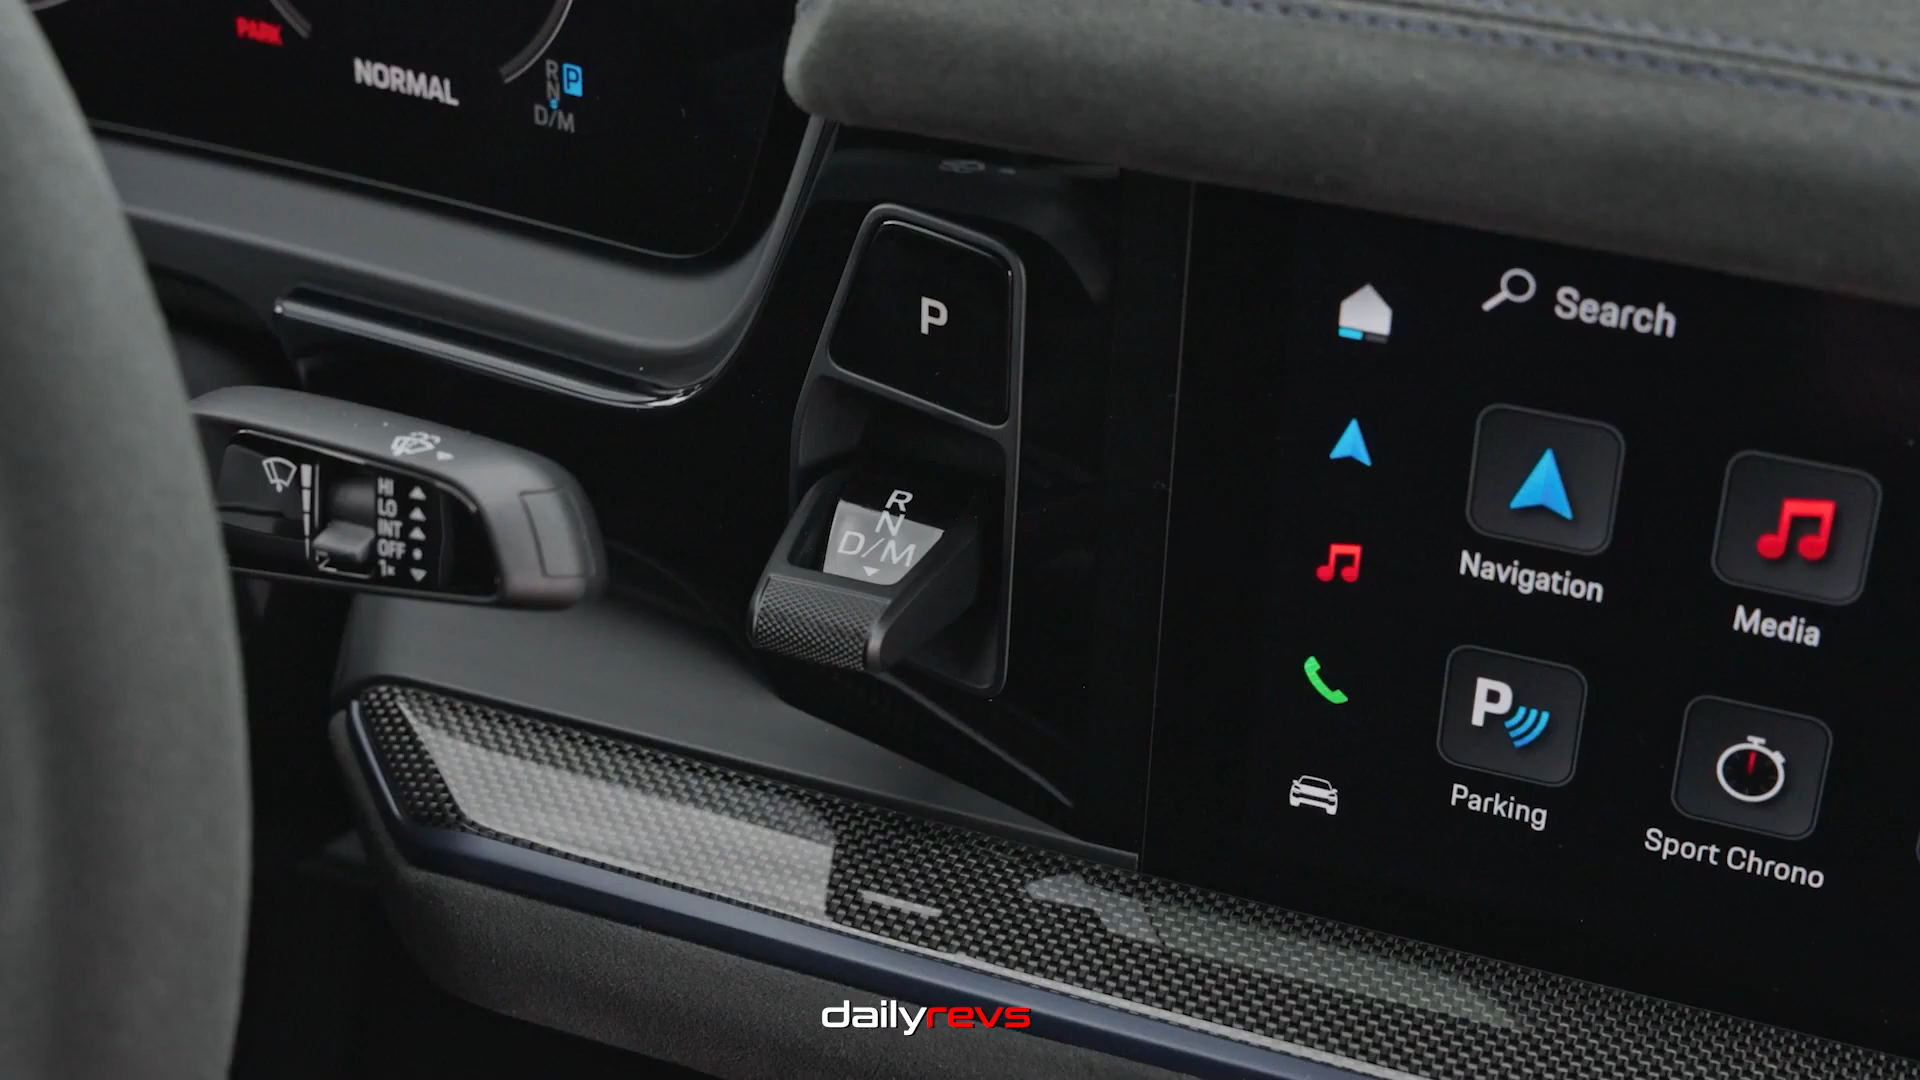 PARK
NORMAL
R
N
P
D/M
P
R
N
D/M
HI
LO
INT
OFF
1x
Search
Navigation
Media
P
Parking
Sport Chrono
dailyrevs